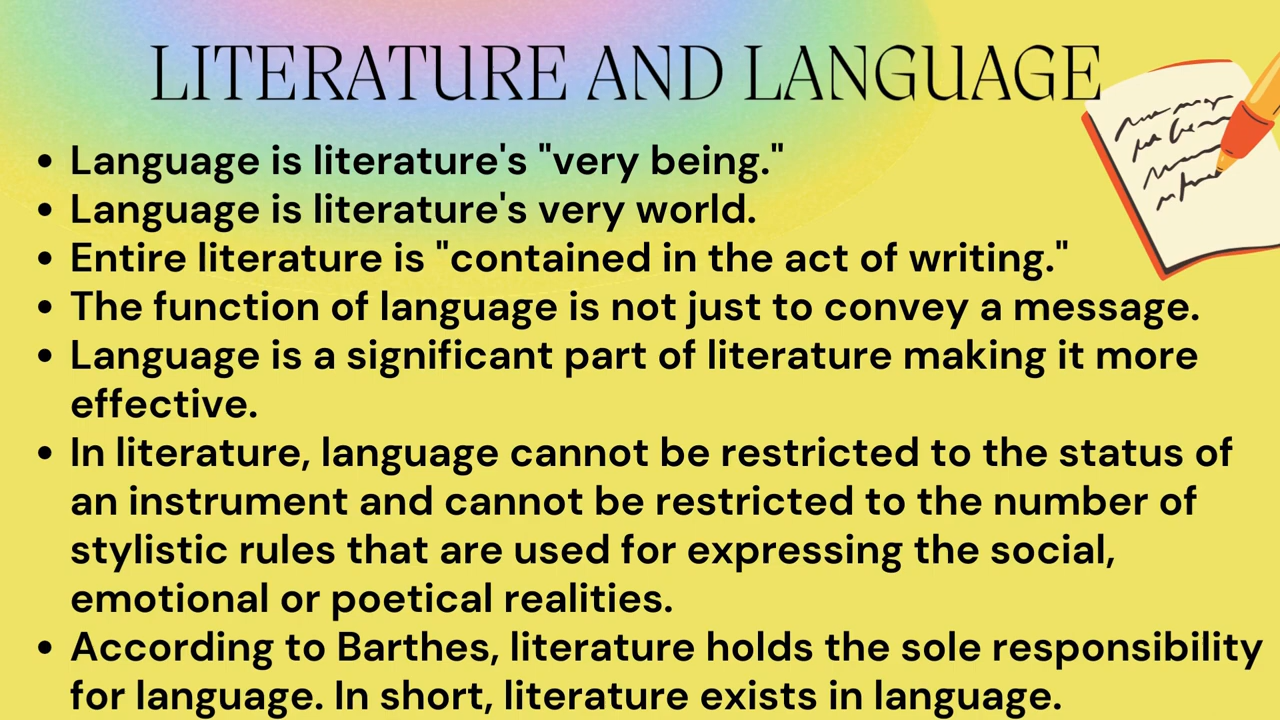 LITERATURE AND LANGUAGE
• Language is literature's "very being."
• Language is literature's very world.
• Entire literature is "contained in the act of writing."
• The function of language is not just to convey a message.
• Language is a significant part of literature making it more
effective.
• In literature, language cannot be restricted to the status of
an instrument and cannot be restricted to the number of
stylistic rules that are used for expressing the social,
emotional or poetical realities.
• According to Barthes, literature holds the sole responsibility
for language. In short, literature exists in language.